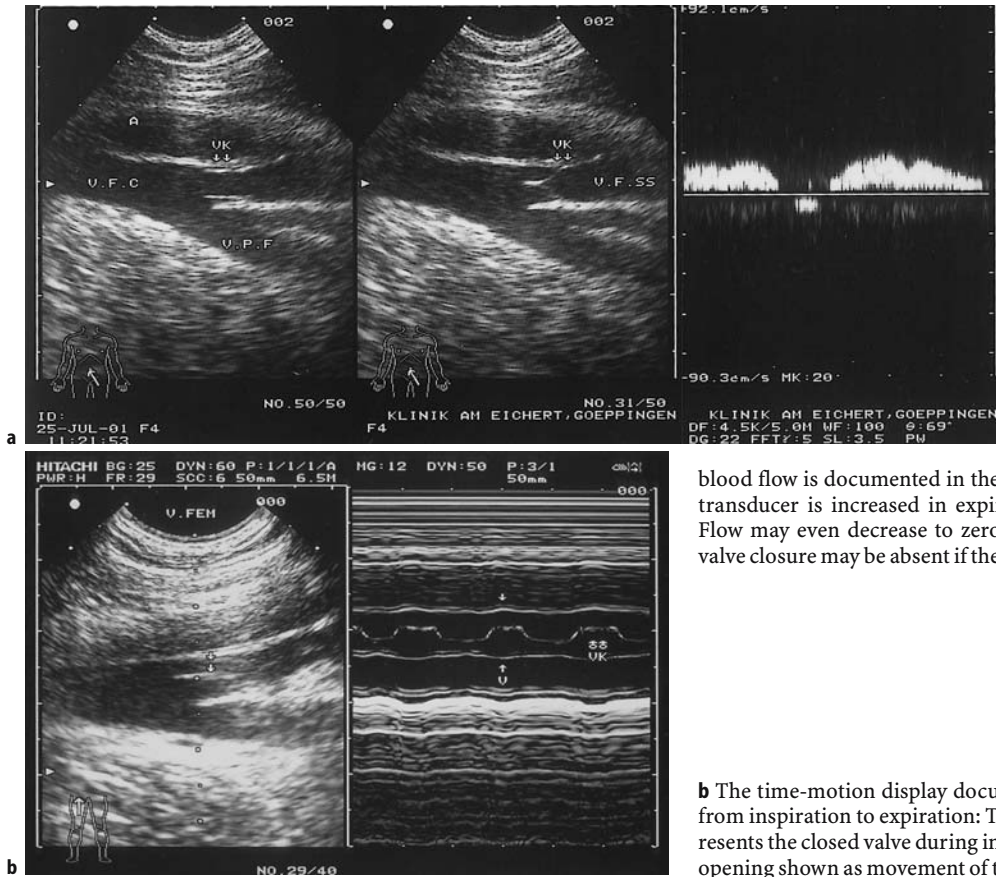 002
A
VK
V.F.C
V.P.F
NO.50/50
ID:
25-JUL-01 F4
11:21:53
002
VK
V.F.SS
NO.31/50
KLINIK AM EICHERT,GOEPPINGEN
F4
+92.1cm/s
-90.3cm/s MK:20
KLINIK AM EICHERT,GOEPPINGEN
DF:4.5K/5.0M WF:100 θ:69°
DG:22 FFTγ:5 SL:3.5 PW
a
HITACHI BG:25 DYN:60 P:1/1/1/A
PWR:H FR:29 SCC:6 50mm 6.5M
000
V.FEM
NO.29/40
MG:12 DYN:50 P:3/1
50mm
000
VK
V
b
blood flow is documented in the
transducer is increased in expir
Flow may even decrease to zero
valve closure may be absent if the
b The time-motion display docu
from inspiration to expiration: T
resents the closed valve during in
opening shown as movement of t